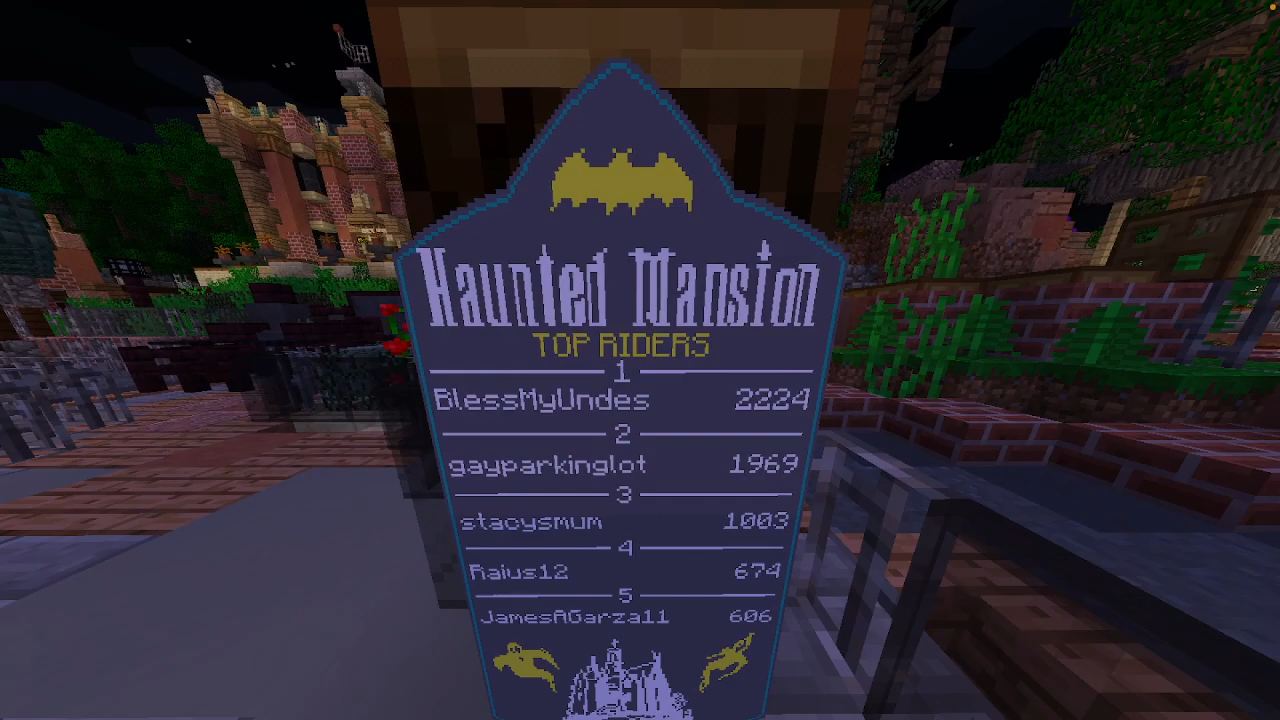 Haunted Mansion
TOP RIDERS
1
BlessMyUndes 2224
2
gayparkinglot 1969
3
stacysmum 1003
4
Raius12 674
5
JamesAGarza11 606